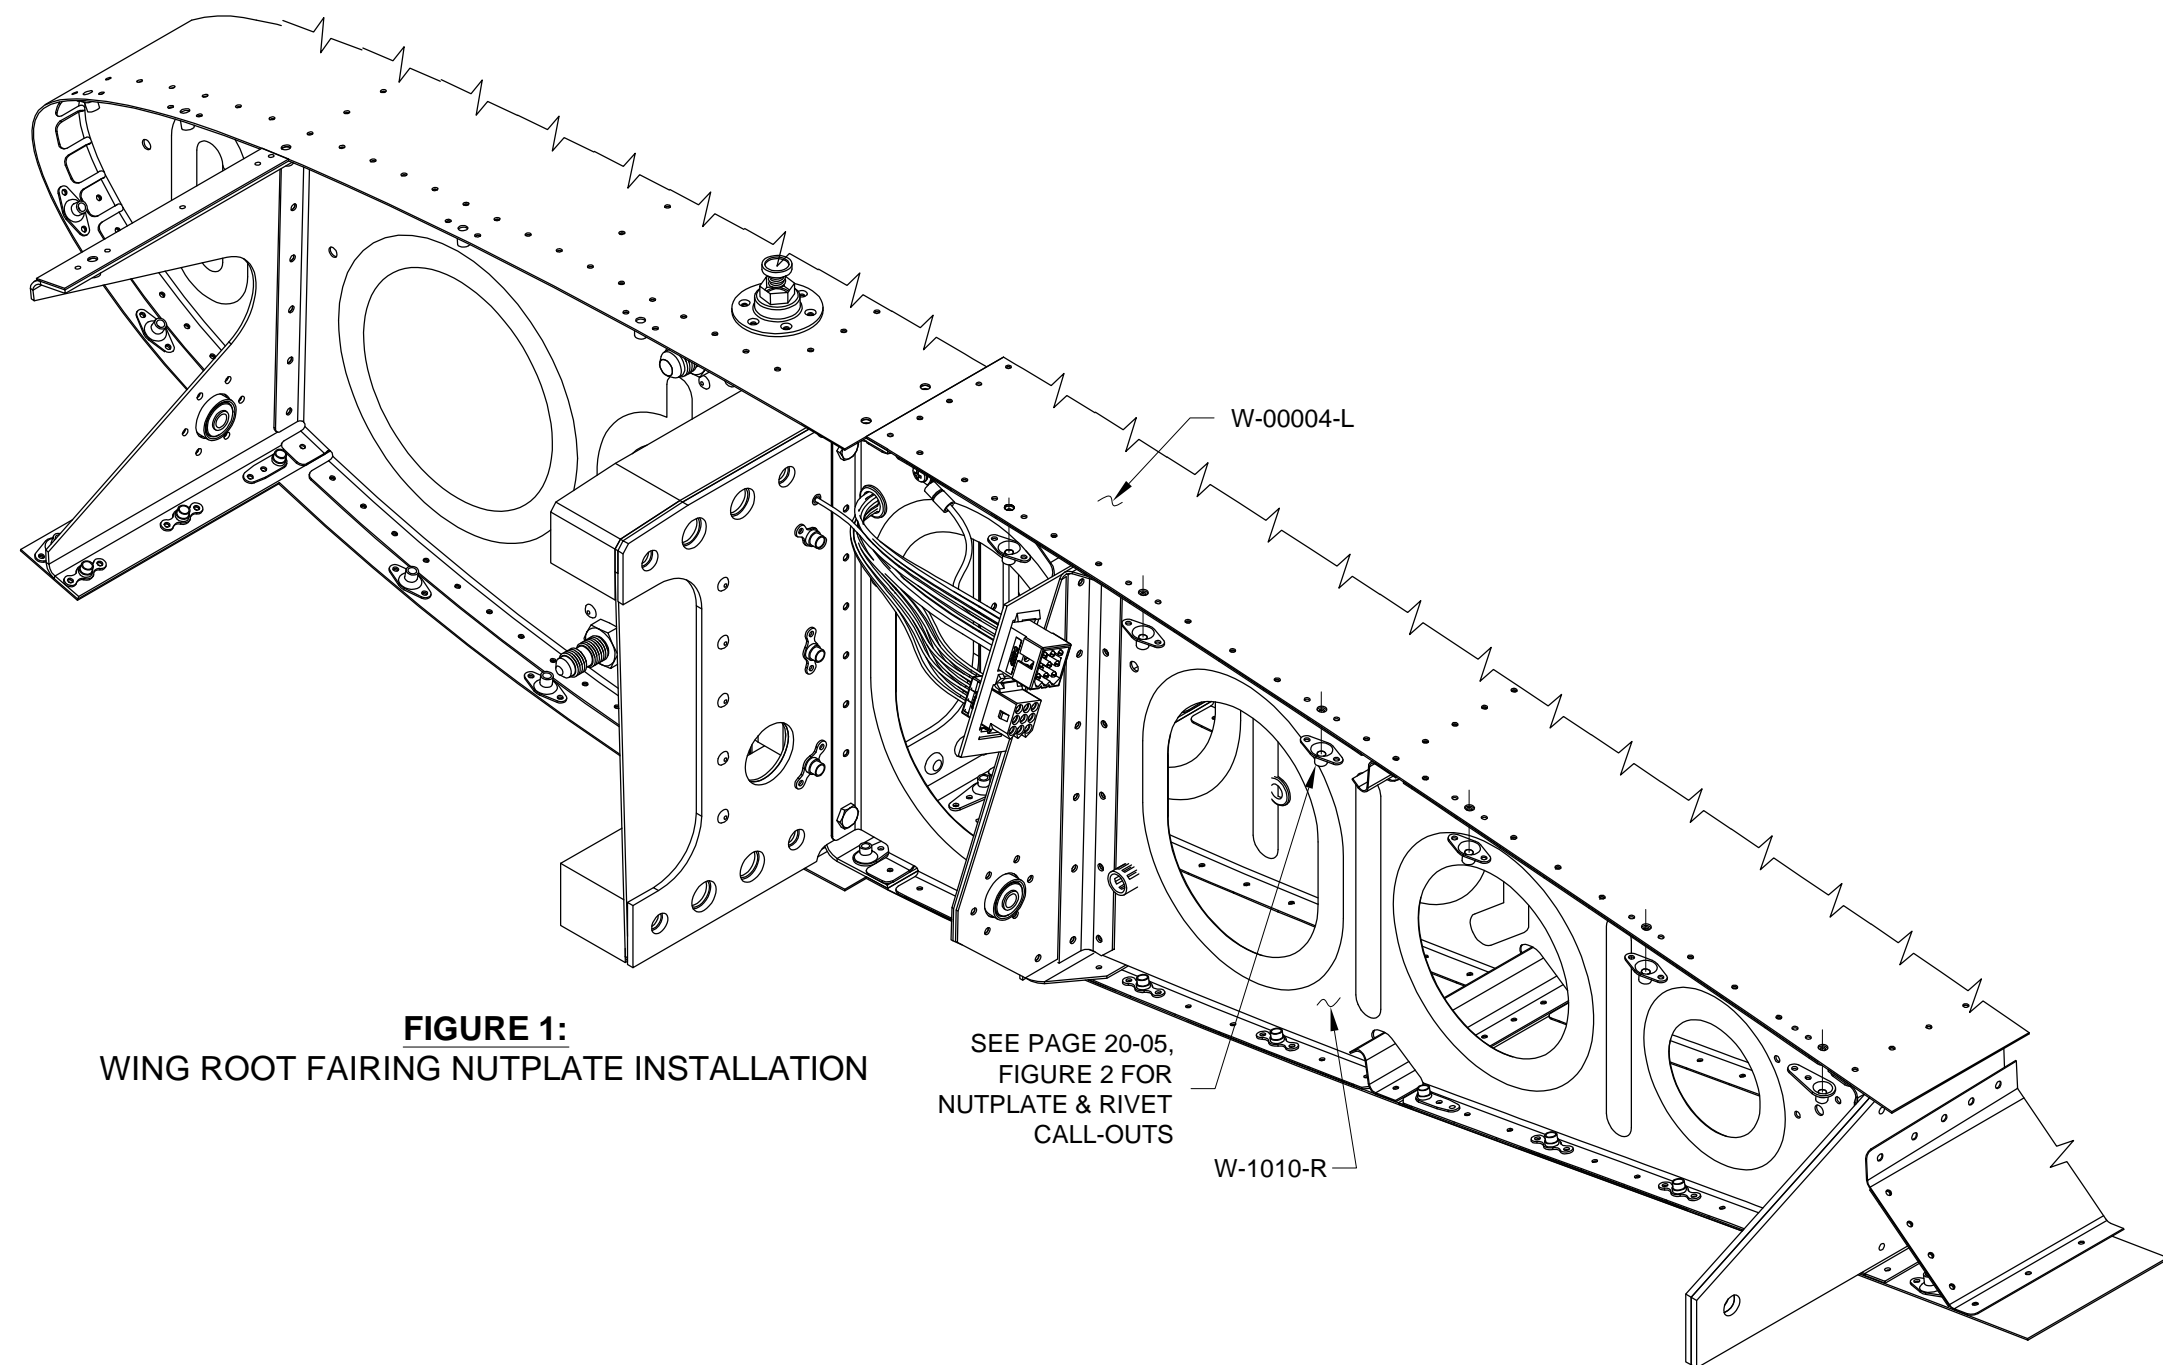 W-00004-L
FIGURE 1:
WING ROOT FAIRING NUTPLATE INSTALLATION
SEE PAGE 20-05,
FIGURE 2 FOR
NUTPLATE & RIVET
CALL-OUTS
W-1010-R